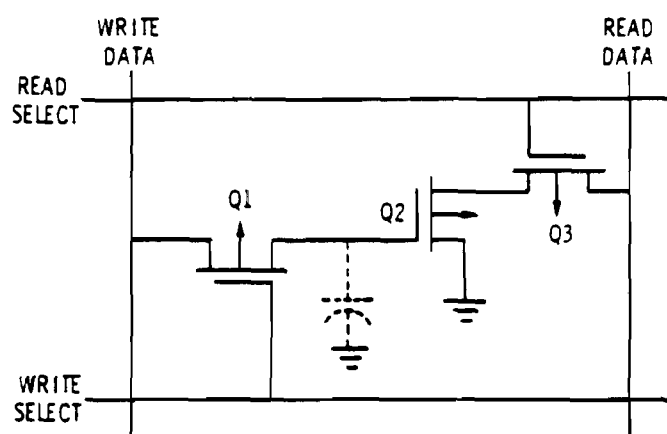 WRITE
DATA
READ
DATA
READ
SELECT
Q1
Q2
Q3
WRITE
SELECT